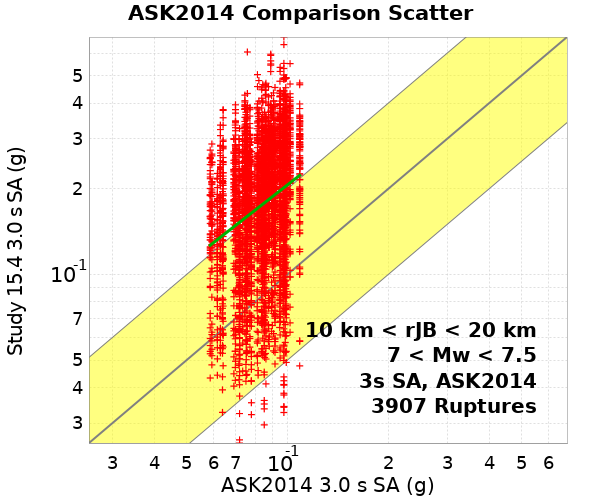 ASK2014 Comparison Scatter
Study 15.4 3.0 s SA (g)
5
4
3
2
10-1
7
5
4
3
10 km < rJB < 20 km
7 < Mw < 7.5
3s SA, ASK2014
3907 Ruptures
3 4 5 6 7 10-1 2 3 4 5 6
ASK2014 3.0 s SA (g)